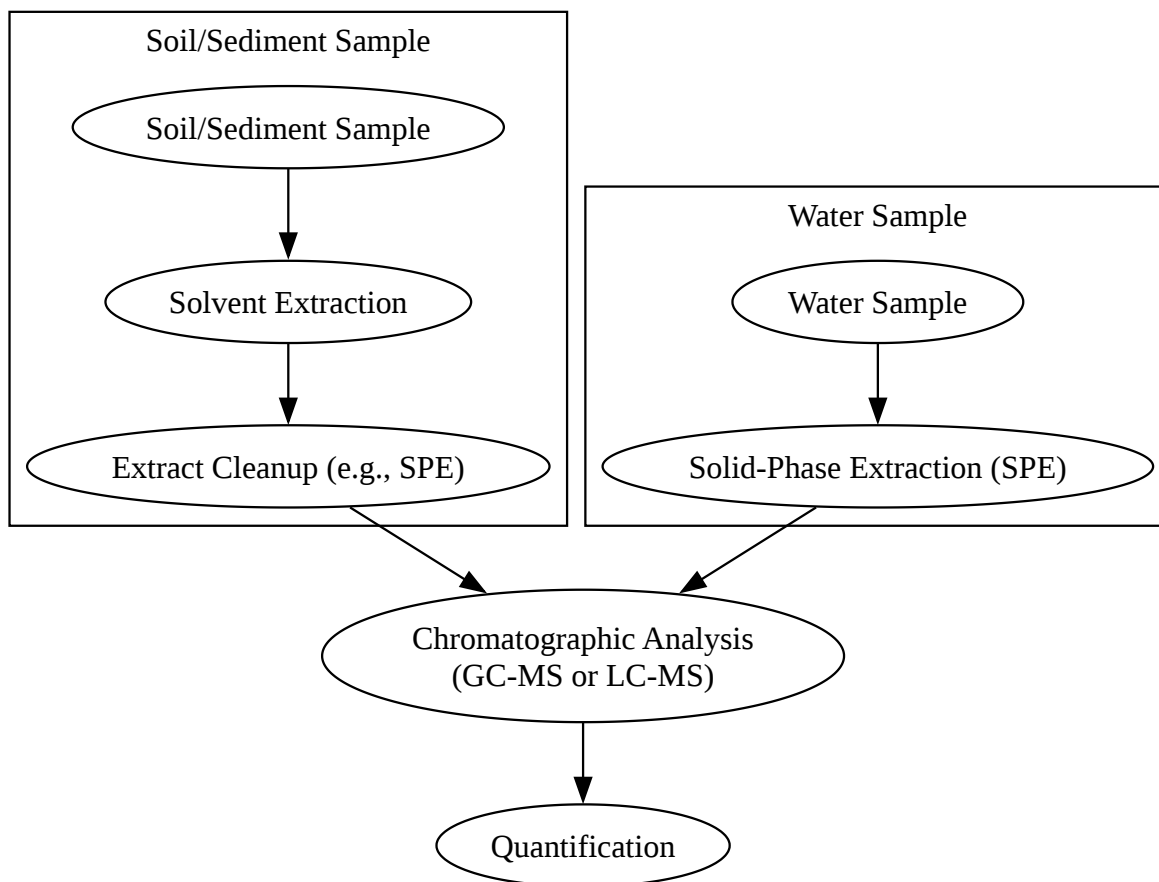 Soil/Sediment Sample
Soil/Sediment Sample
Solvent Extraction
Extract Cleanup (e.g., SPE)
Water Sample
Water Sample
Solid-Phase Extraction (SPE)
Chromatographic Analysis
(GC-MS or LC-MS)
Quantification